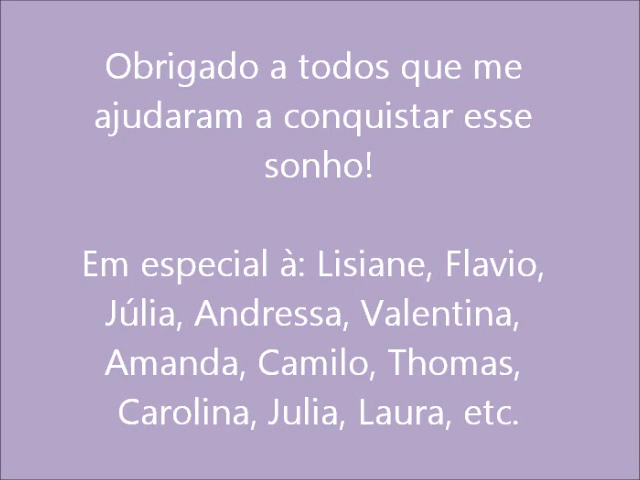 Obrigado a todos que me
ajudaram a conquistar esse
sonho!
Em especial à: Lisiane, Flavio,
Júlia, Andressa, Valentina,
Amanda, Camilo, Thomas,
Carolina, Julia, Laura, etc.